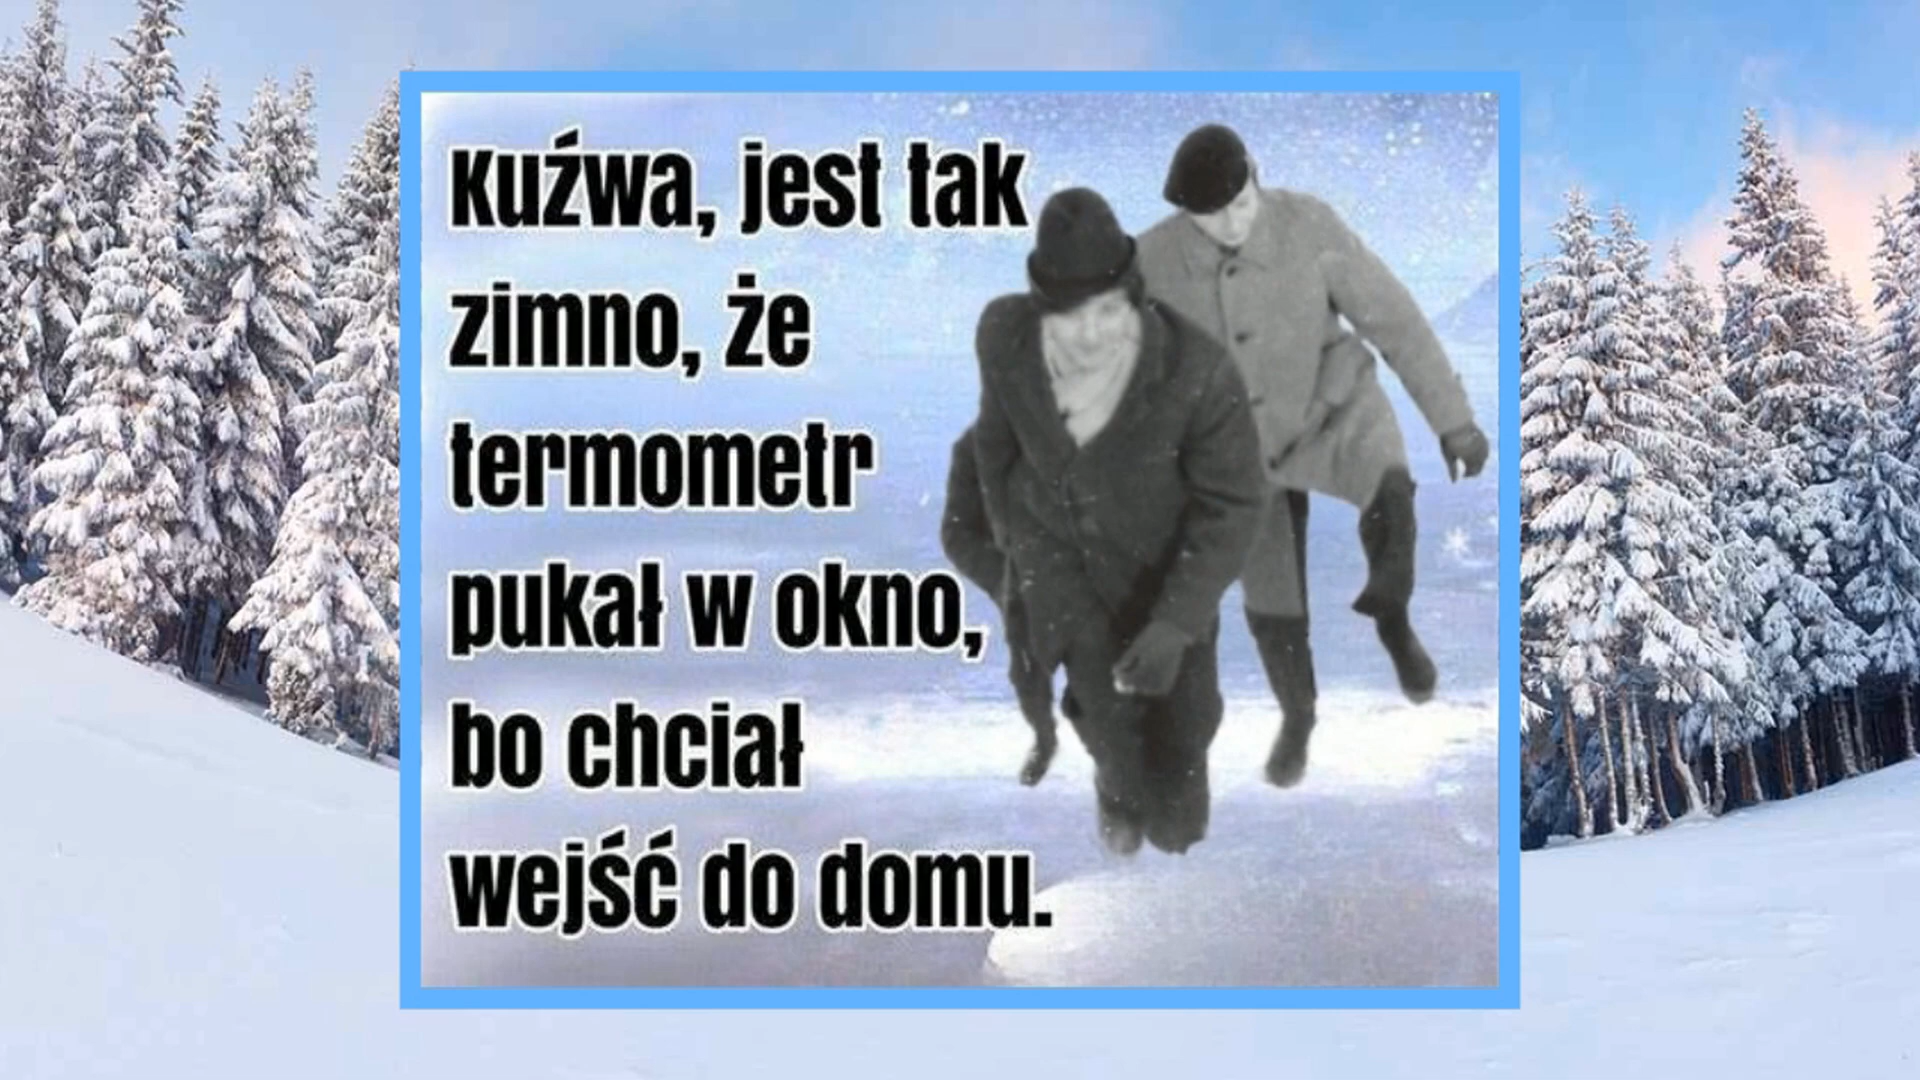 Kuźwa, jest tak
zimno, że
termometr
pukał w okno,
bo chciał
wejść do domu.